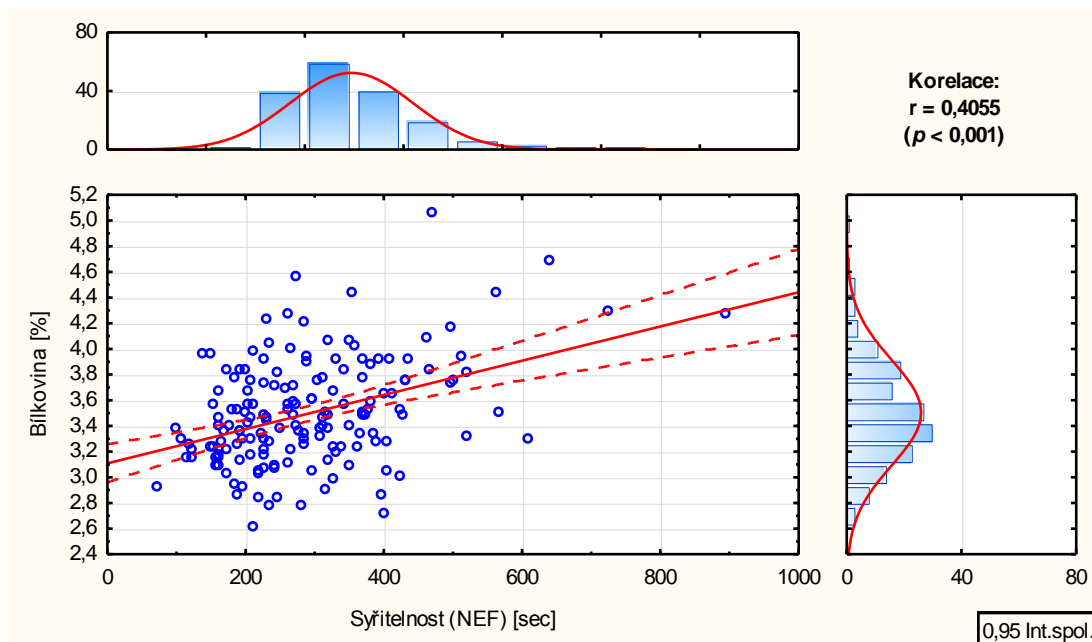 80
40
0
Korelace:
r = 0,4055
(p < 0,001)
5,2
5,0
4,8
4,6
4,4
4,2
4,0
3,8
3,6
3,4
3,2
3,0
2,8
2,6
2,4
Bílkovina [%]
0 200 400 600 800 1000
Syřitelnost (NEF) [sec]
0 40 80
0,95 Int.spol